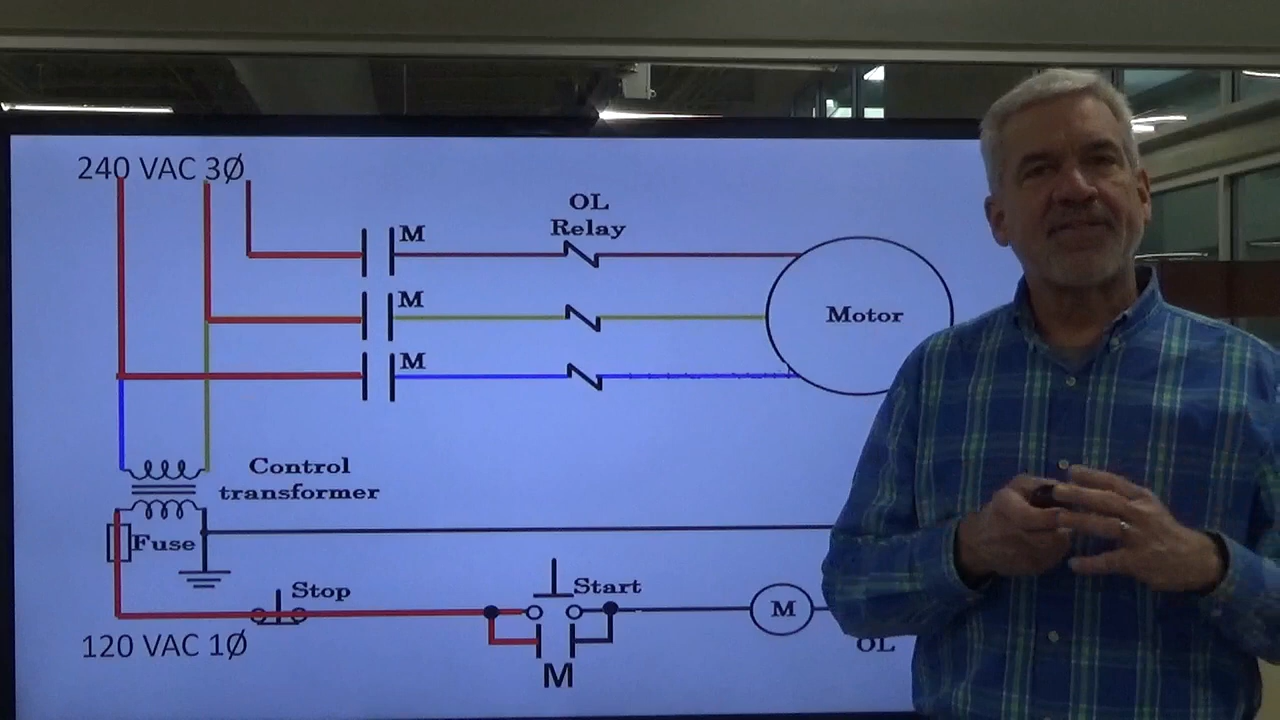 240 VAC 3Ø
OL
Relay
M
M
M
Motor
Control
transformer
Fuse
Stop
Start
M
120 VAC 1Ø
M
OL